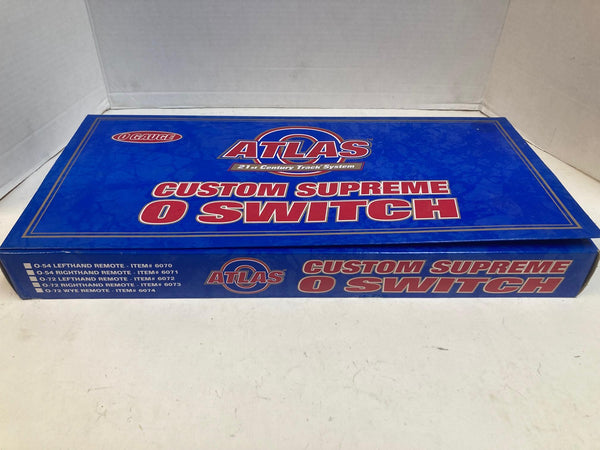 O GAUGE
ATLAS
21st Century Track System
CUSTOM SUPREME
O SWITCH
O-54 LEFTHAND REMOTE - ITEM# 6070
O-54 RIGHTHAND REMOTE - ITEM# 6071
O-72 LEFTHAND REMOTE - ITEM# 6072
O-72 RIGHTHAND REMOTE - ITEM# 6073
O-72 WYE REMOTE - ITEM# 6074
ATLAS
CUSTOM SUPREME
O SWITCH